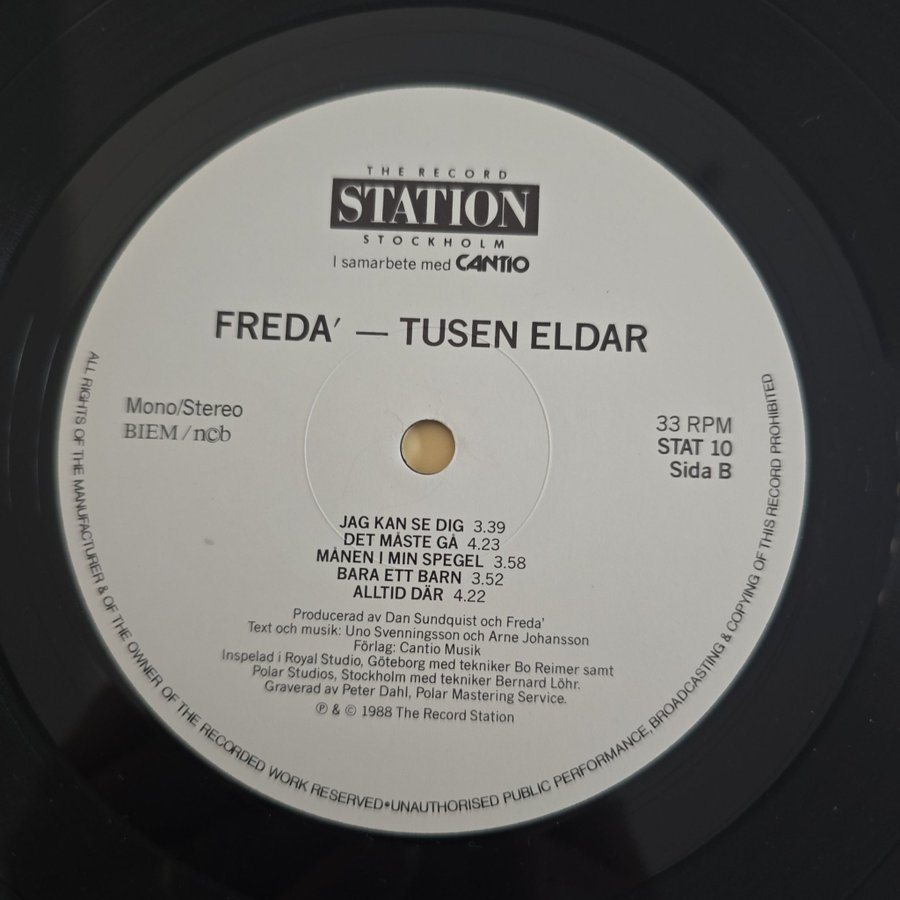 THE RECORD
STATION
STOCKHOLM
I samarbete med CANTIO
FREDA' — TUSEN ELDAR
Mono/Stereo
BIEM/n©b
33 RPM
STAT 10
Sida B
JAG KAN SE DIG 3.39
DET MÅSTE GÅ 4.23
MÅNEN I MIN SPEGEL 3.58
BARA ETT BARN 3.52
ALLTID DÄR 4.22
Producerad av Dan Sundquist och Freda'
Text och musik: Uno Svenningsson och Arne Johansson
Förlag: Cantio Musik
Inspelad i Royal Studio, Göteborg med tekniker Bo Reimer samt
Polar Studios, Stockholm med tekniker Bernard Löhr.
Graverad av Peter Dahl, Polar Mastering Service.
℗ & © 1988 The Record Station
ALL RIGHTS OF THE MANUFACTURER & OF THE OWNER OF THE RECORDED WORK RESERVED•UNAUTHORISED PUBLIC PERFORMANCE, BROADCASTING & COPYING OF THIS RECORD PROHIBITED